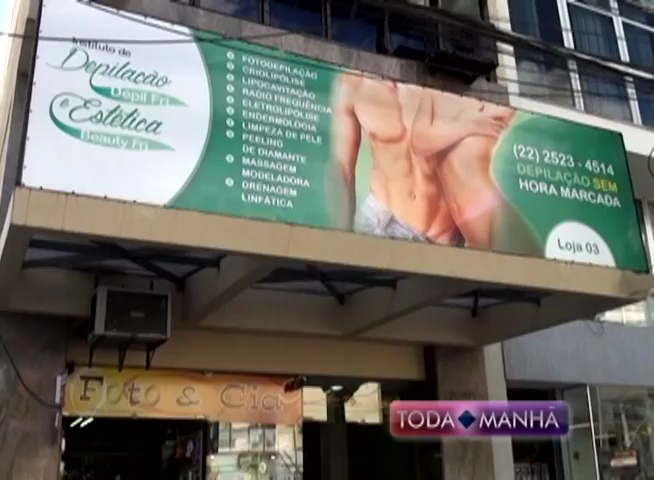 Instituto de
Depilação
Depil Fri
e Estética
Beauty Fri
FOTODEPILAÇÃO
CRIOLIPÓLISE
LIPOCAVITAÇÃO
RÁDIO FREQUÊNCIA
ELETROLIPÓLISE
ENDERMOLOGIA
LIMPEZA DE PELE
PEELING
DE DIAMANTE
MASSAGEM
MODELADORA
DRENAGEM
LINFÁTICA
(22) 2523 - 4514
DEPILAÇÃO SEM
HORA MARCADA
Loja 03
Foto & Cia
TODA MANHÃ